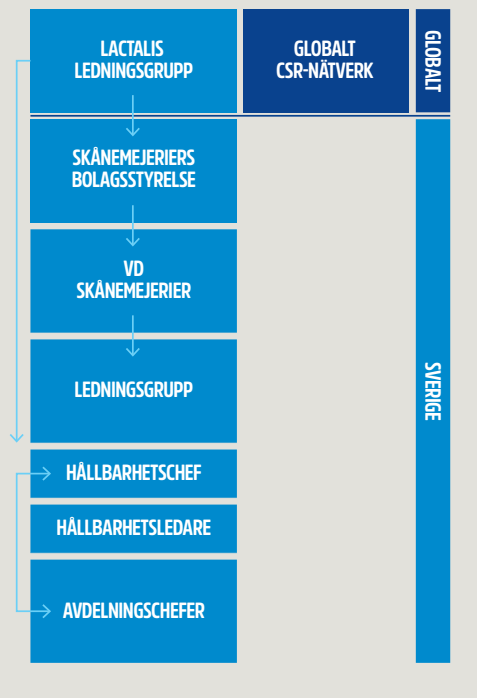 LACTALIS
LEDNINGSGRUPP
GLOBALT
CSR-NÄTVERK
GLOBALT
SKÅNEMEJERIERS
BOLAGSSTYRELSE
VD
SKÅNEMEJERIER
LEDNINGSGRUPP
SVERIGE
HÅLLBARHETSCHEF
HÅLLBARHETSLEDARE
AVDELNINGSCHEFER